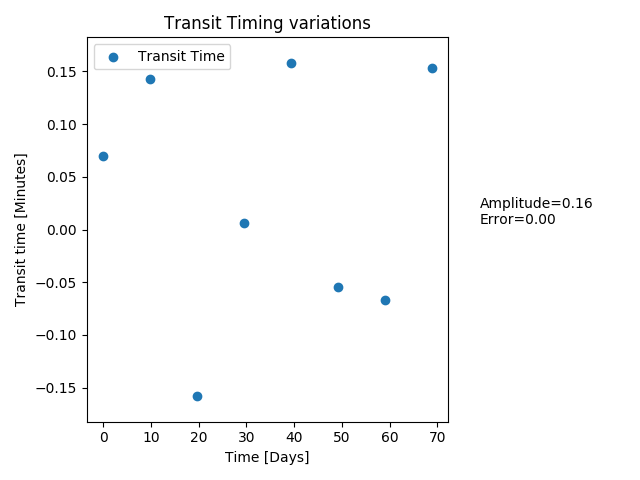 Transit Timing variations
Transit Time
0.15
0.10
0.05
0.00
−0.05
−0.10
−0.15
Transit time [Minutes]
Amplitude=0.16
Error=0.00
0 10 20 30 40 50 60 70
Time [Days]